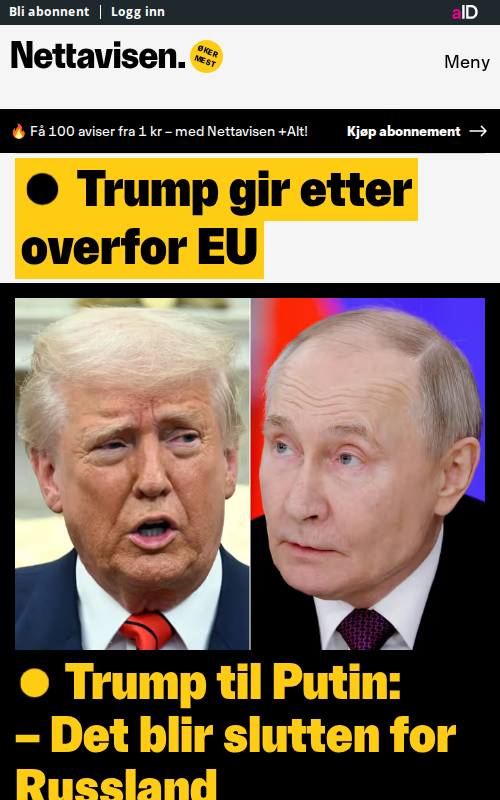 Bli abonnent | Logg inn
aID
Nettavisen.
ØKER
MEST
Meny
🔥 Få 100 aviser fra 1 kr – med Nettavisen +Alt!
Kjøp abonnement →
● Trump gir etter
overfor EU
● Trump til Putin:
– Det blir slutten for
Russland